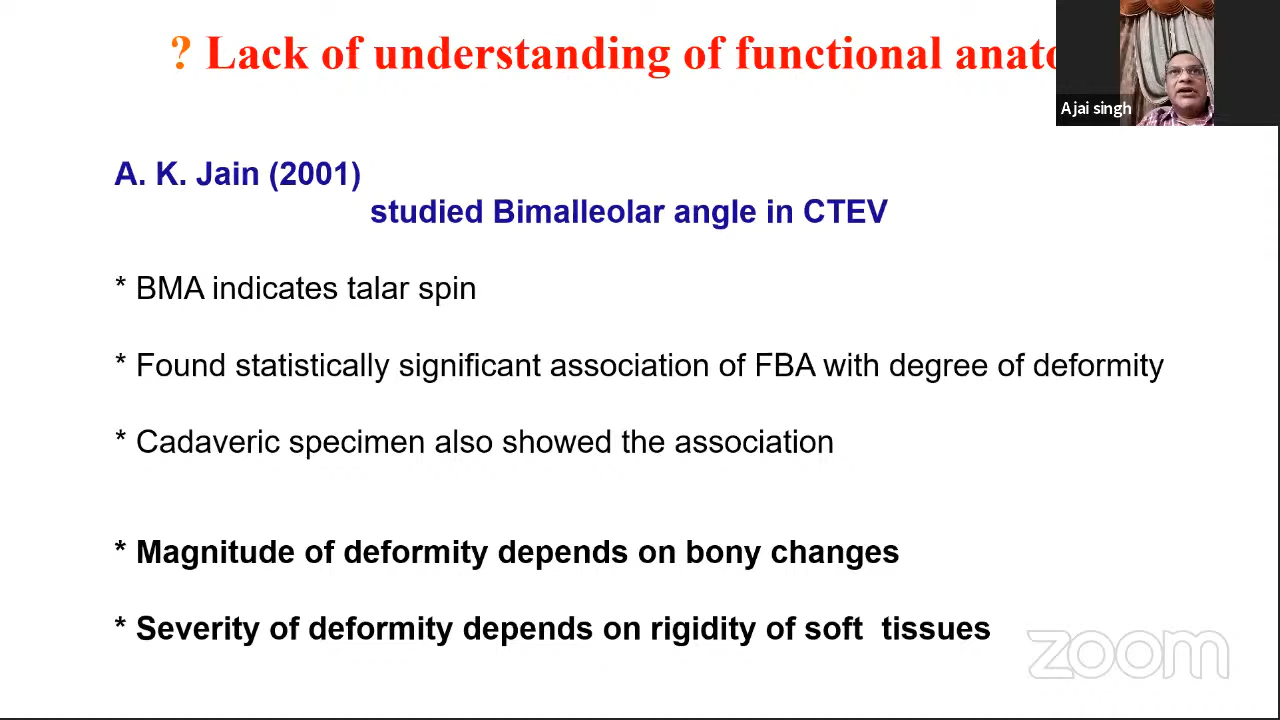 ? Lack of understanding of functional
Ajai singh
A. K. Jain (2001)
studied Bimalleolar angle in CTEV
* BMA indicates talar spin
* Found statistically significant association of FBA with degree of deformity
* Cadaveric specimen also showed the association
* Magnitude of deformity depends on bony changes
* Severity of deformity depends on rigidity of soft tissues
zoom